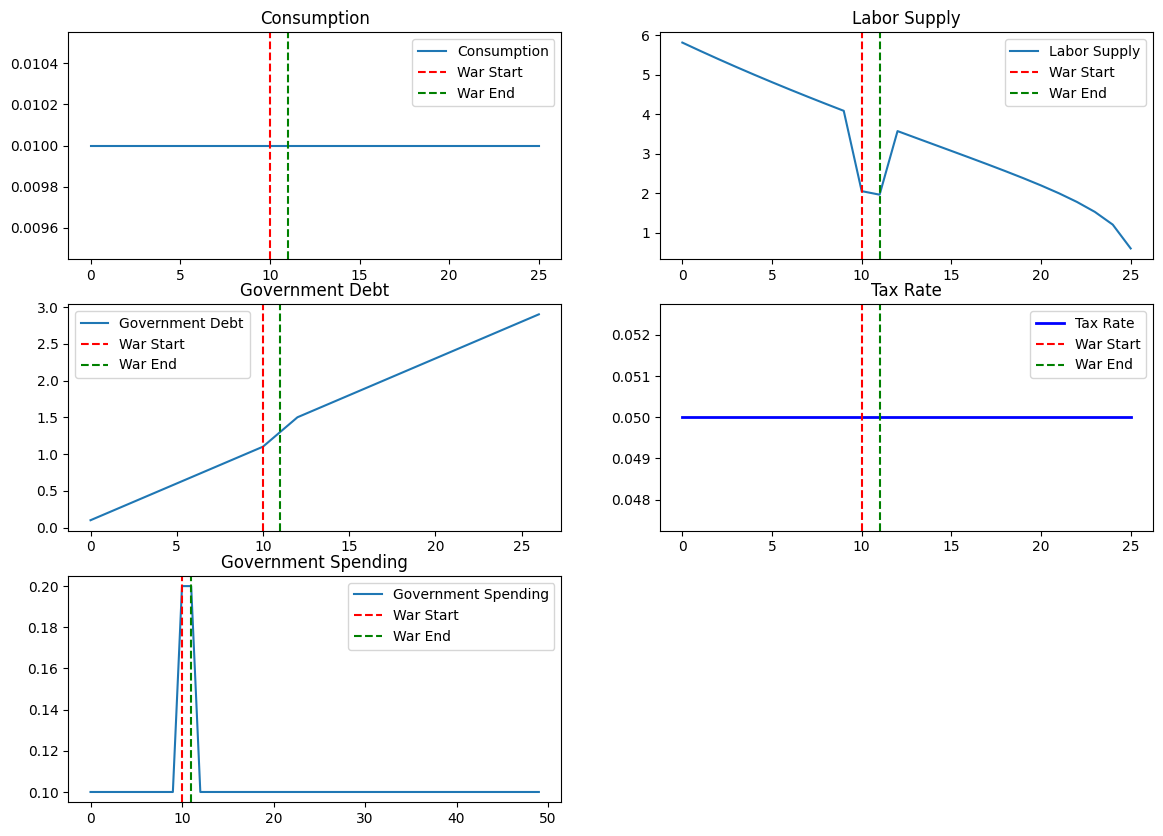 Consumption
0.0104
0.0102
0.0100
0.0098
0.0096
Consumption
War Start
War End
0 5 10 15 20 25
Labor Supply
6
5
4
3
2
1
Labor Supply
War Start
War End
0 5 10 15 20 25
Government Debt
3.0
2.5
2.0
1.5
1.0
0.5
0.0
Government Debt
War Start
War End
0 5 10 15 20 25
Tax Rate
0.052
0.051
0.050
0.049
0.048
Tax Rate
War Start
War End
0 5 10 15 20 25
Government Spending
0.20
0.18
0.16
0.14
0.12
0.10
Government Spending
War Start
War End
0 10 20 30 40 50